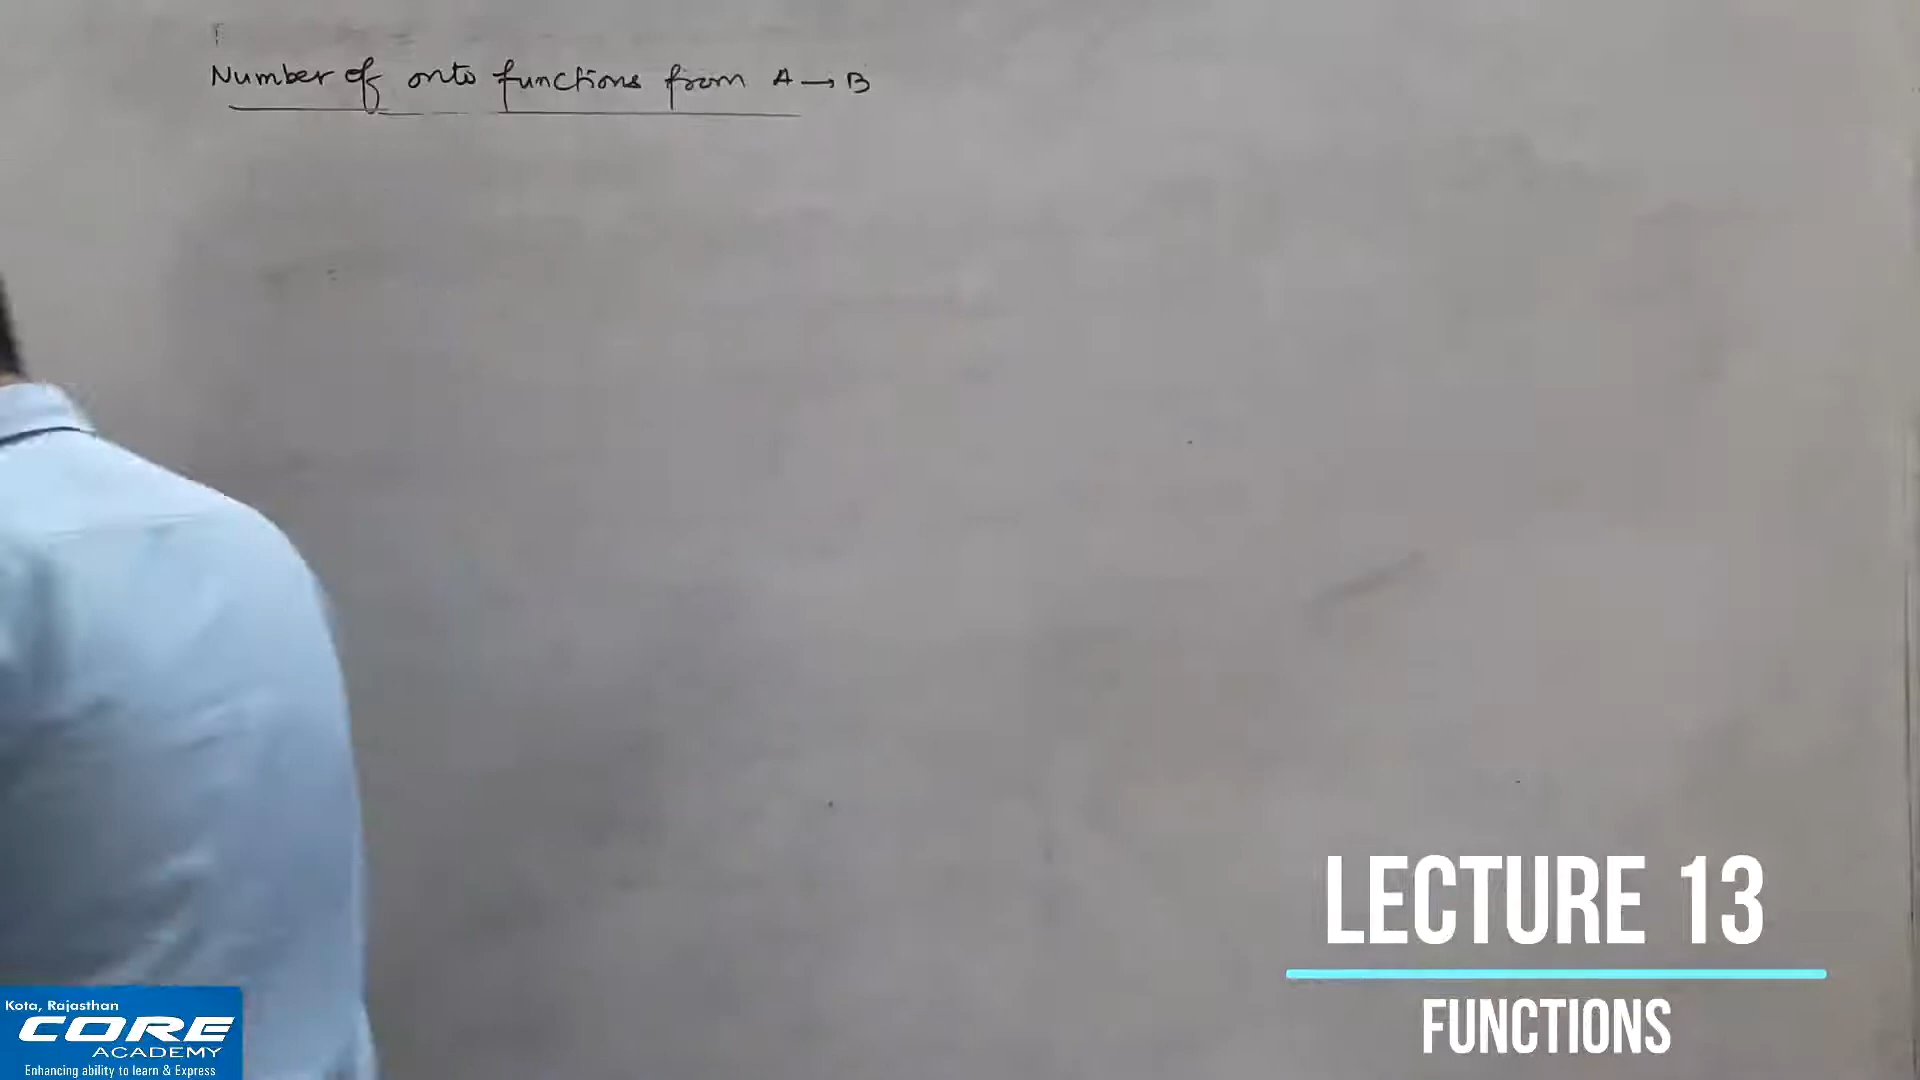 Number of onto functions from A → B
LECTURE 13
FUNCTIONS
Kota, Rajasthan
CORE
ACADEMY
Enhancing ability to learn & Express